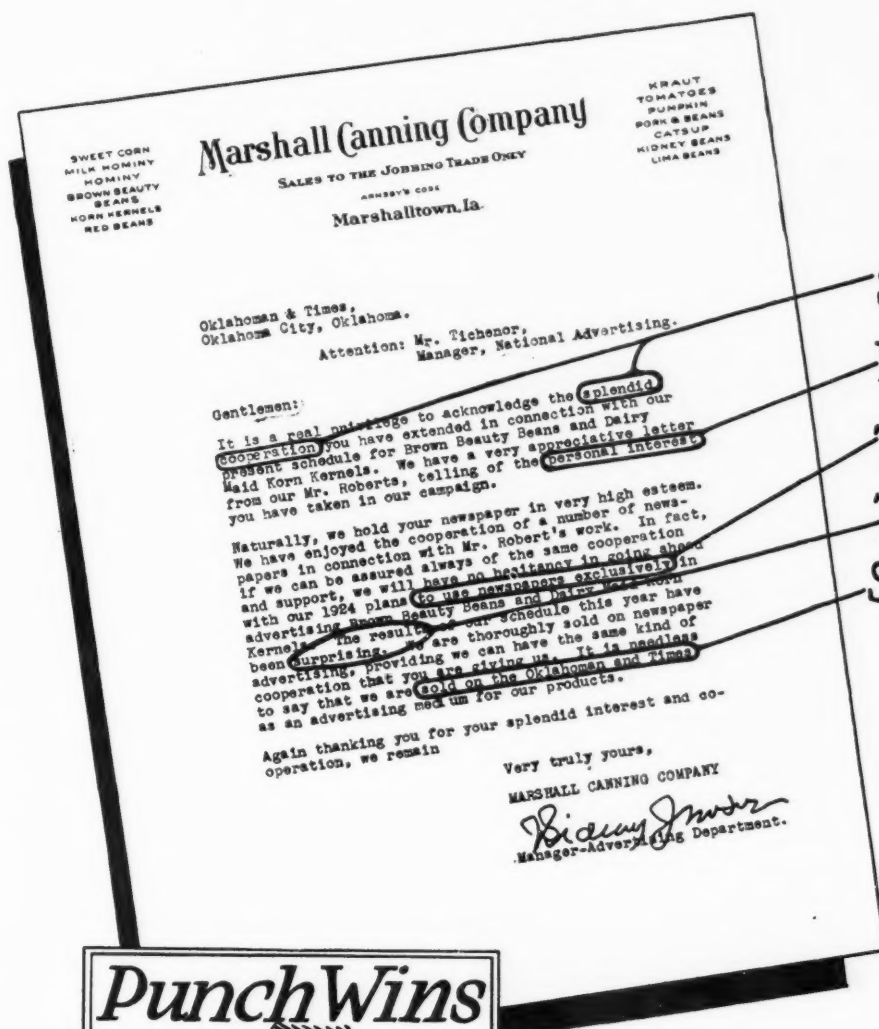 SWEET CORN
MILK HOMINY
HOMINY
BROWN BEAUTY
BEANS
KORN KERNELS
RED BEANS
Marshall Canning Company
SALES TO THE JOBBING TRADE ONLY
ARMSBY'S CODE
Marshalltown, Ia.
KRAUT
TOMATOES
PUMPKIN
PORK & BEANS
CATSUP
KIDNEY BEANS
LIMA BEANS
Oklahoman & Times,
Oklahoma City, Oklahoma.
Attention: Mr. Tichenor,
Manager, National Advertising.
Gentlemen:
It is a real privilege to acknowledge the splendid
cooperation you have extended in connection with our
present schedule for Brown Beauty Beans and Dairy
Maid Korn Kernels. We have a very appreciative letter
from our Mr. Roberts, telling of the personal interest
you have taken in our campaign.
Naturally, we hold your newspaper in very high esteem.
We have enjoyed the cooperation of a number of news-
papers in connection with Mr. Robert's work. In fact,
if we can be assured always of the same cooperation
and support, we will have no hesitancy in going ahead
with our 1924 plans to use newspapers exclusively in
advertising Brown Beauty Beans and Dairy Maid Korn
Kernels. The results of our schedule this year have
been surprising. We are thoroughly sold on newspaper
advertising, providing we can have the same kind of
cooperation that you are giving us. It is needless
to say that we are sold on the Oklahoman and Times
as an advertising medium for our products.
Again thanking you for your splendid interest and co-
operation, we remain
Very truly yours,
MARSHALL CANNING COMPANY
Manager-Advertising Department.
Punch Wins